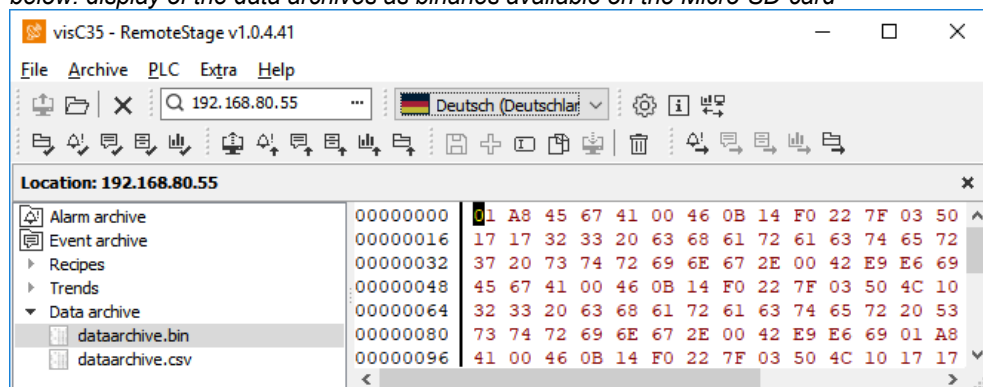 below: display of the data archives as binaries available on the Micro-SD-card
visC35 - RemoteStage v1.0.4.41
File Archive PLC Extra Help
192.168.80.55 ... Deutsch (Deutschlar
Location: 192.168.80.55
Alarm archive
Event archive
Recipes
Trends
Data archive
dataarchive.bin
dataarchive.csv
00000000 01 A8 45 67 41 00 46 0B 14 F0 22 7F 03 50
00000016 17 17 32 33 20 63 68 61 72 61 63 74 65 72
00000032 37 20 73 74 72 69 6E 67 2E 00 42 E9 E6 69
00000048 45 67 41 00 46 0B 14 F0 22 7F 03 50 4C 10
00000064 32 33 20 63 68 61 72 61 63 74 65 72 20 53
00000080 73 74 72 69 6E 67 2E 00 42 E9 E6 69 01 A8
00000096 41 00 46 0B 14 F0 22 7F 03 50 4C 10 17 17